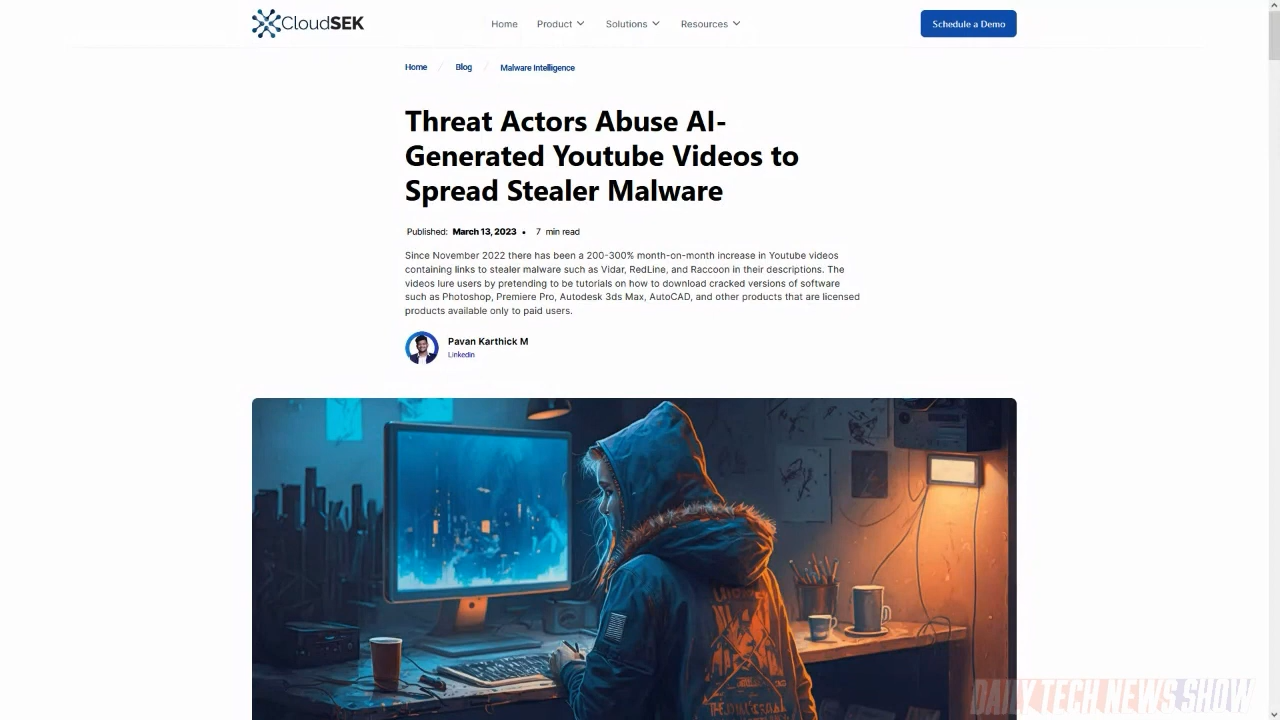 CloudSEK
Home Product Solutions Resources
Schedule a Demo
Home / Blog / Malware Intelligence
Threat Actors Abuse AI-
Generated Youtube Videos to
Spread Stealer Malware
Published: March 13, 2023 • 7 min read
Since November 2022 there has been a 200-300% month-on-month increase in Youtube videos
containing links to stealer malware such as Vidar, RedLine, and Raccoon in their descriptions. The
videos lure users by pretending to be tutorials on how to download cracked versions of software
such as Photoshop, Premiere Pro, Autodesk 3ds Max, AutoCAD, and other products that are licensed
products available only to paid users.
Pavan Karthick M
Linkedin
DAILY TECH NEWS SHOW